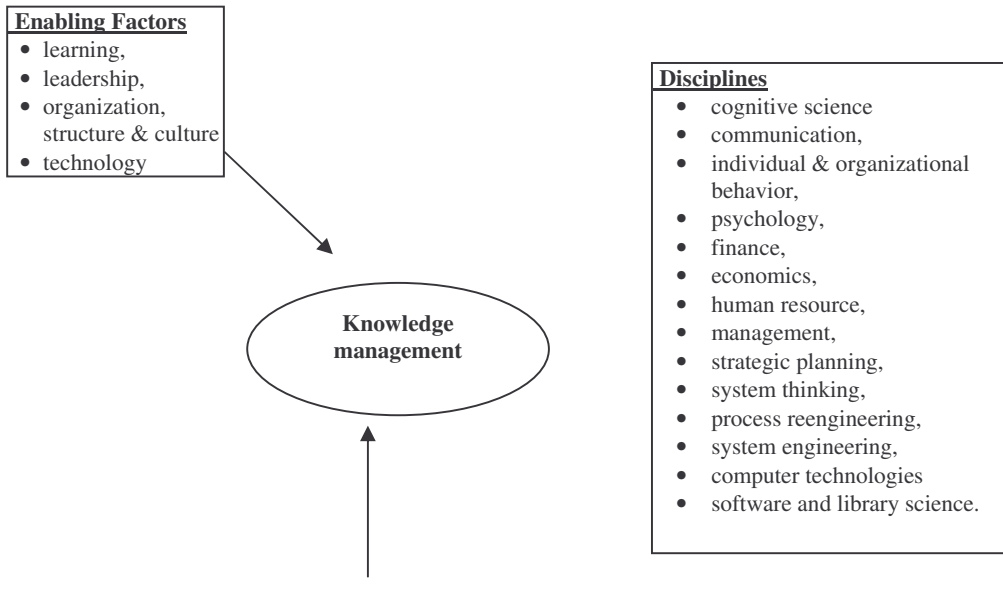 Enabling Factors
• learning,
• leadership,
• organization,
structure & culture
• technology
Knowledge
management
Disciplines
• cognitive science
• communication,
• individual & organizational
behavior,
• psychology,
• finance,
• economics,
• human resource,
• management,
• strategic planning,
• system thinking,
• process reengineering,
• system engineering,
• computer technologies
• software and library science.